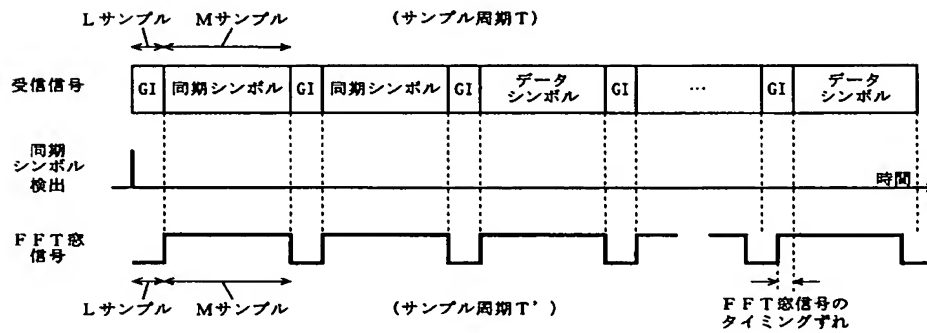 Lサンプル Mサンプル (サンプル周期T)
受信信号 GI 同期シンボル GI 同期シンボル GI データ GI … GI データ
シンボル シンボル
同期
シンボル
検出 時間
FFT窓
信号
Lサンプル Mサンプル (サンプル周期T') FFT窓信号の
タイミングずれ